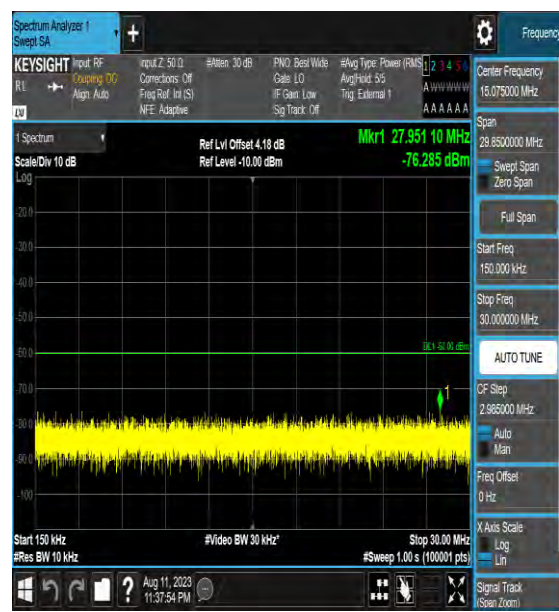 Spectrum Analyzer 1
Swept SA
Frequency
KEYSIGHT
RL
Input: RF
Coupling: DC
Align: Auto
Input Z: 50 Ω
Corrections: Off
Freq Ref: Int (S)
NFE: Adaptive
#Atten: 30 dB
PNO: Best Wide
Gate: LO
IF Gain: Low
Sig Track: Off
#Avg Type: Power (RMS)
Avg|Hold: 5/5
Trig: External 1
1 2 3 4 5 6
A W W W W W
A A A A A A
LW
1 Spectrum
Scale/Div 10 dB
Ref Lvl Offset 4.18 dB
Ref Level -10.00 dBm
Mkr1 27.951 10 MHz
-76.285 dBm
Log
-20.0
-30.0
-40.0
-50.0
-60.0
-70.0
-80.0
-90.0
-100
DL1 -60.00 dBm
1
Start 150 kHz
#Res BW 10 kHz
#Video BW 30 kHz*
Stop 30.00 MHz
#Sweep 1.00 s (100001 pts)
?
Aug 11, 2023
11:37:54 PM
Center Frequency
15.075000 MHz
Span
29.8500000 MHz
Swept Span
Zero Span
Full Span
Start Freq
150.000 kHz
Stop Freq
30.000000 MHz
AUTO TUNE
CF Step
2.985000 MHz
Auto
Man
Freq Offset
0 Hz
X Axis Scale
Log
Lin
Signal Track
(Span Zoom)